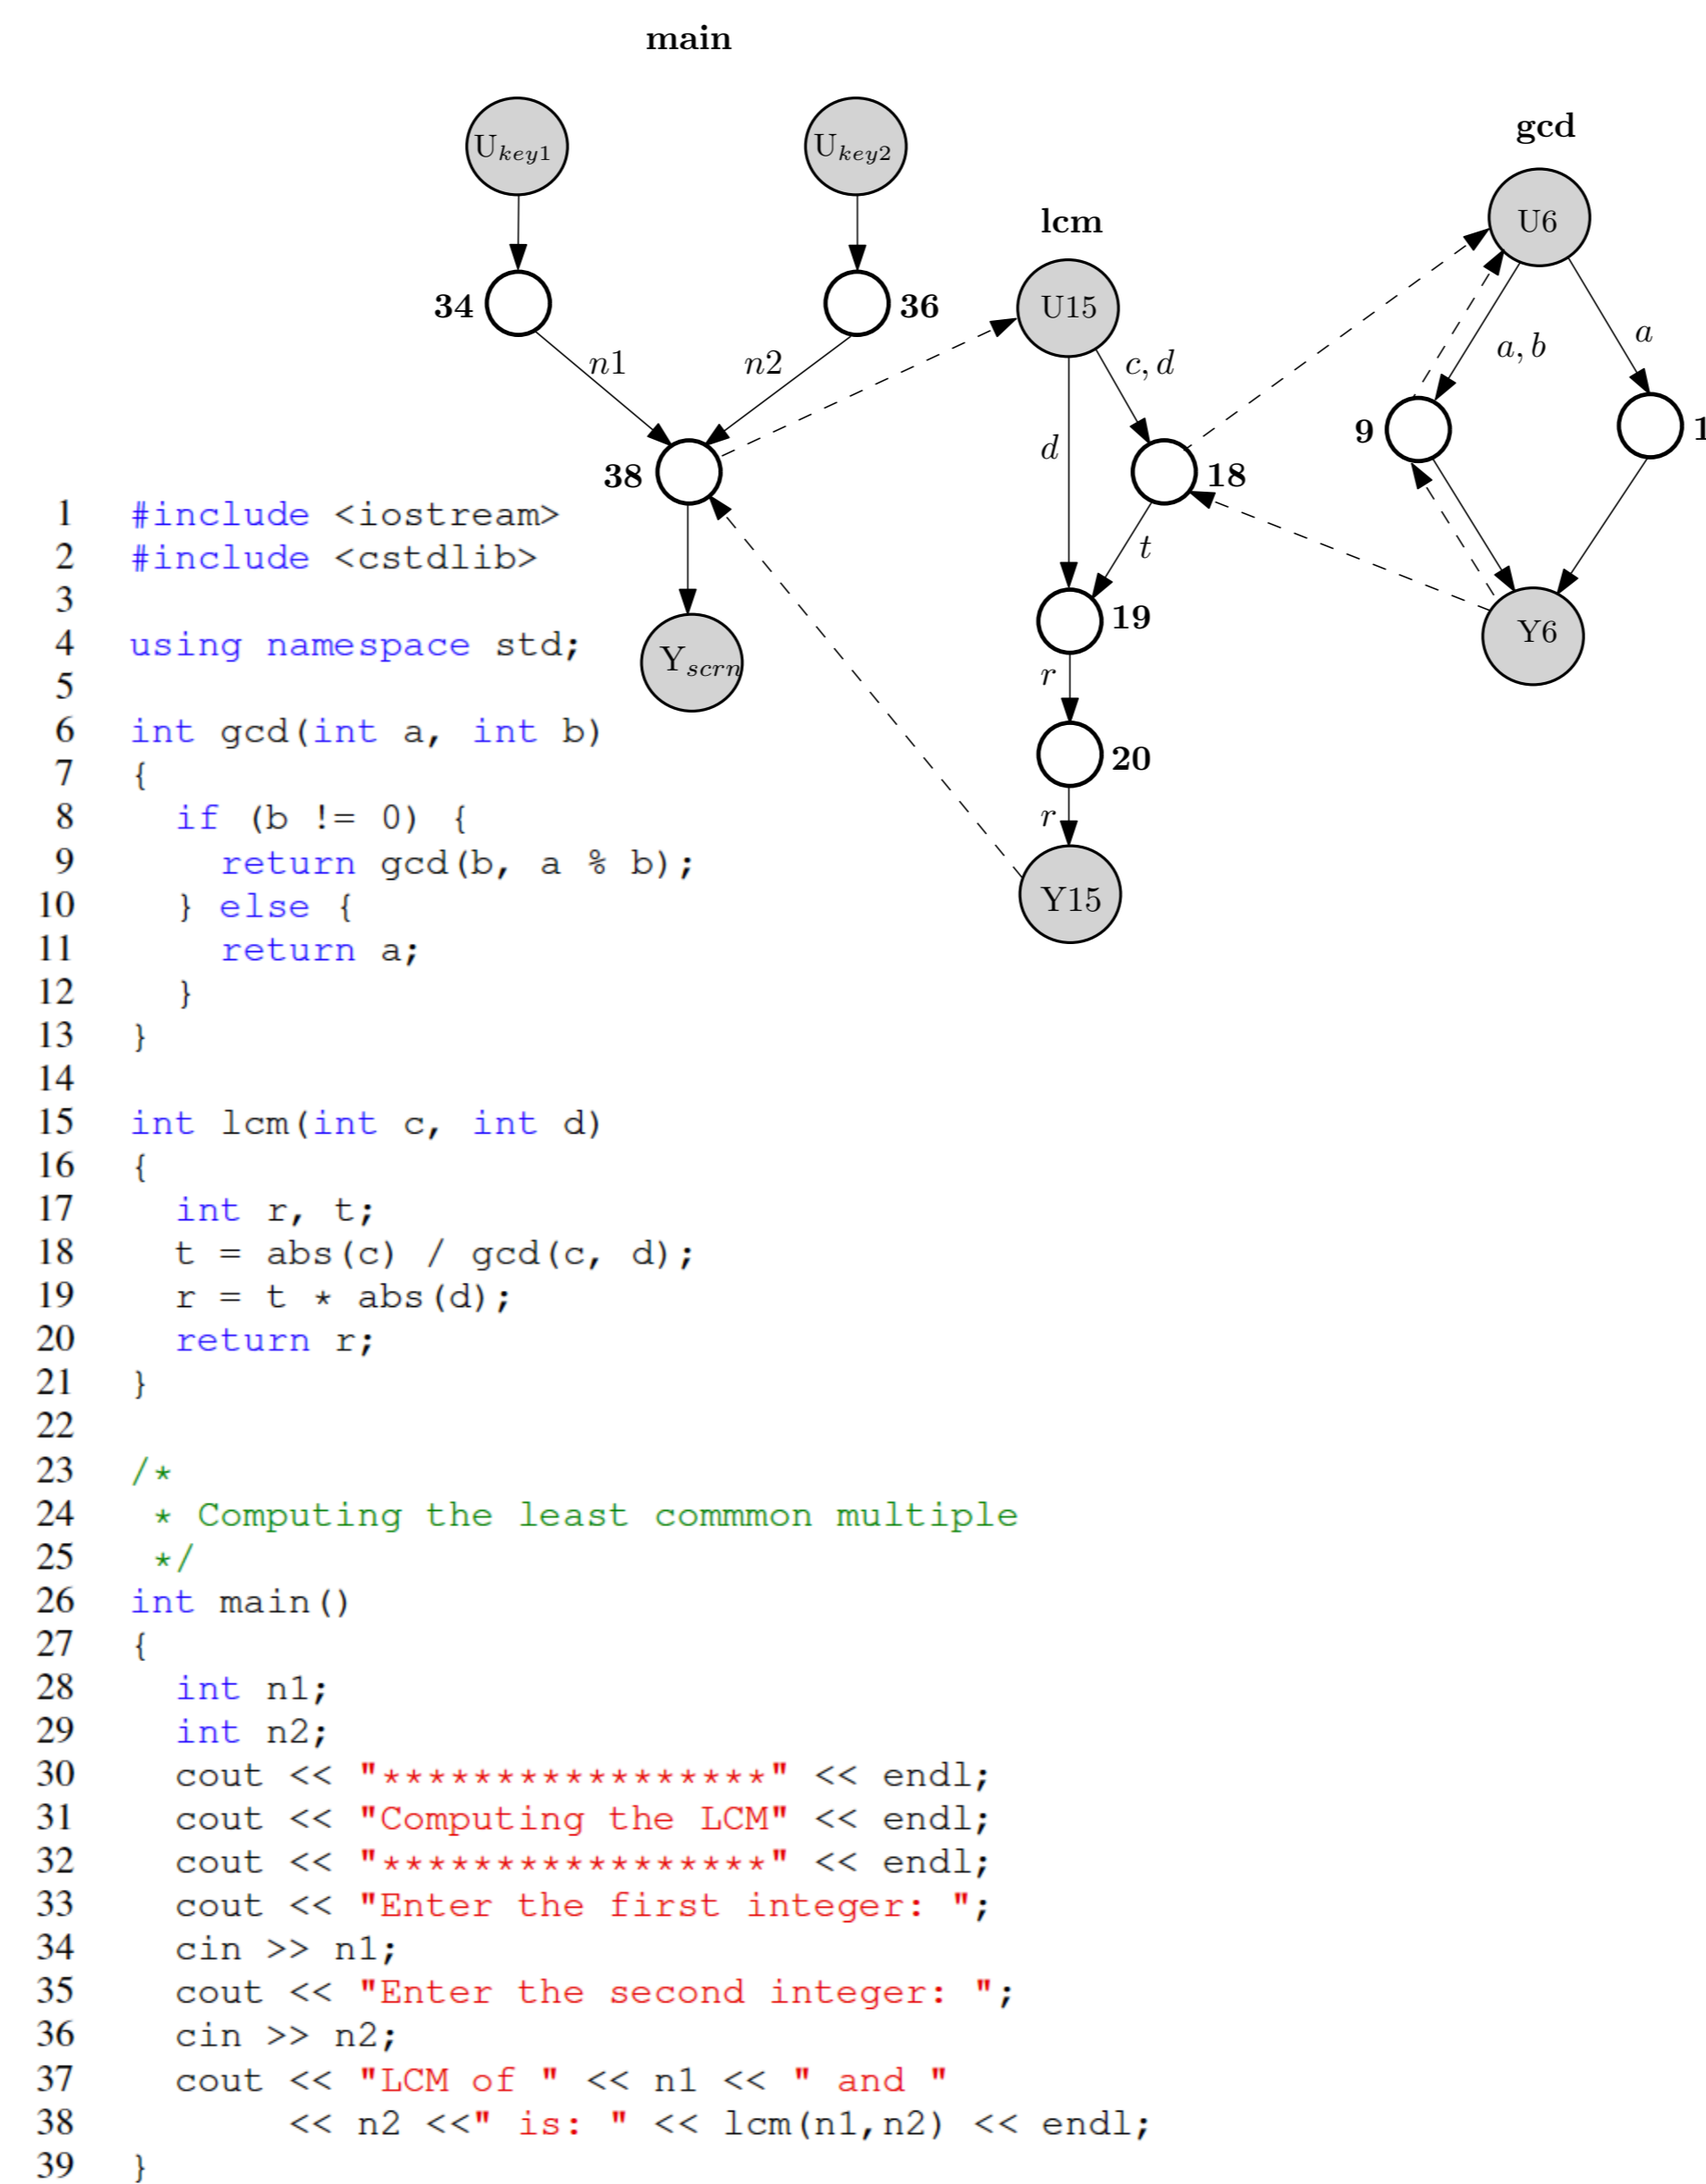 main
U key1
U key2
gcd
U6
lcm
U15
34
36
a, b
a
n1
n2
c, d
9
1
d
38
18
t
19
Y6
Y scrn
r
20
r
Y15
1 #include <iostream>
2 #include <cstdlib>
3
4 using namespace std;
5
6 int gcd(int a, int b)
7 {
8 if (b != 0) {
9 return gcd(b, a % b);
10 } else {
11 return a;
12 }
13 }
14
15 int lcm(int c, int d)
16 {
17 int r, t;
18 t = abs(c) / gcd(c, d);
19 r = t * abs(d);
20 return r;
21 }
22
23 /*
24 * Computing the least commmon multiple
25 */
26 int main()
27 {
28 int n1;
29 int n2;
30 cout << "*****************" << endl;
31 cout << "Computing the LCM" << endl;
32 cout << "*****************" << endl;
33 cout << "Enter the first integer: ";
34 cin >> n1;
35 cout << "Enter the second integer: ";
36 cin >> n2;
37 cout << "LCM of " << n1 << " and "
38 << n2 <<" is: " << lcm(n1,n2) << endl;
39 }